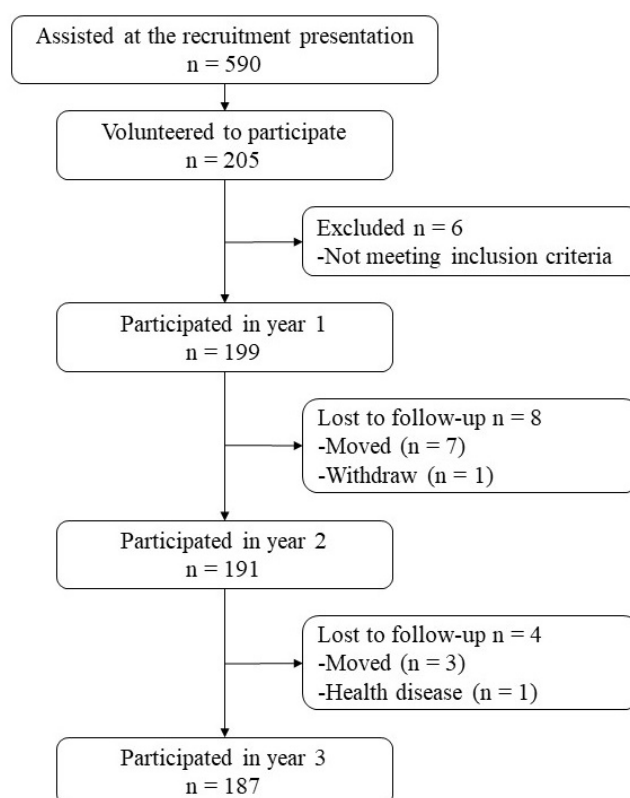 Assisted at the recruitment presentation
n = 590
Volunteered to participate
n = 205
Excluded n = 6
-Not meeting inclusion criteria
Participated in year 1
n = 199
Lost to follow-up n = 8
-Moved (n = 7)
-Withdraw (n = 1)
Participated in year 2
n = 191
Lost to follow-up n = 4
-Moved (n = 3)
-Health disease (n = 1)
Participated in year 3
n = 187